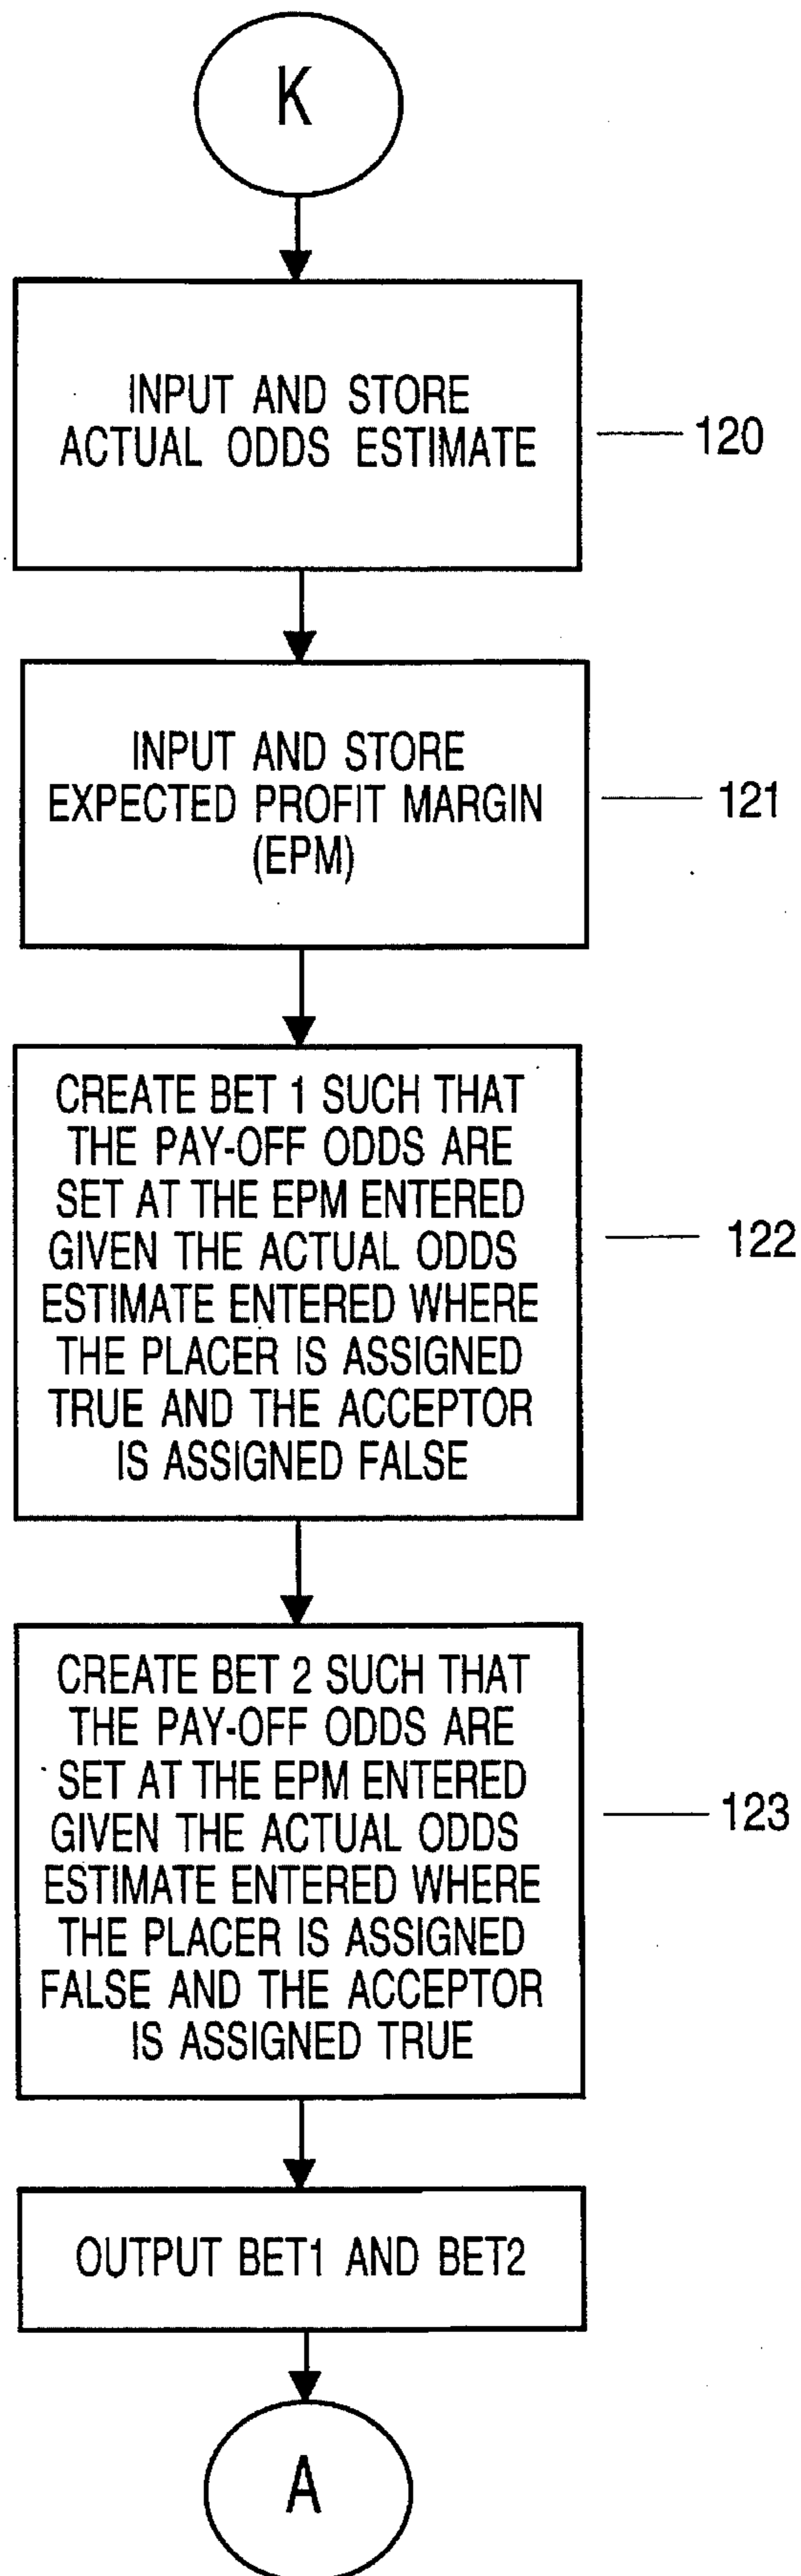 K
INPUT AND STORE
ACTUAL ODDS ESTIMATE
120
INPUT AND STORE
EXPECTED PROFIT MARGIN
(EPM)
121
CREATE BET 1 SUCH THAT
THE PAY-OFF ODDS ARE
SET AT THE EPM ENTERED
GIVEN THE ACTUAL ODDS
ESTIMATE ENTERED WHERE
THE PLACER IS ASSIGNED
TRUE AND THE ACCEPTOR
IS ASSIGNED FALSE
122
CREATE BET 2 SUCH THAT
THE PAY-OFF ODDS ARE
SET AT THE EPM ENTERED
GIVEN THE ACTUAL ODDS
ESTIMATE ENTERED WHERE
THE PLACER IS ASSIGNED
FALSE AND THE ACCEPTOR
IS ASSIGNED TRUE
123
OUTPUT BET1 AND BET2
A